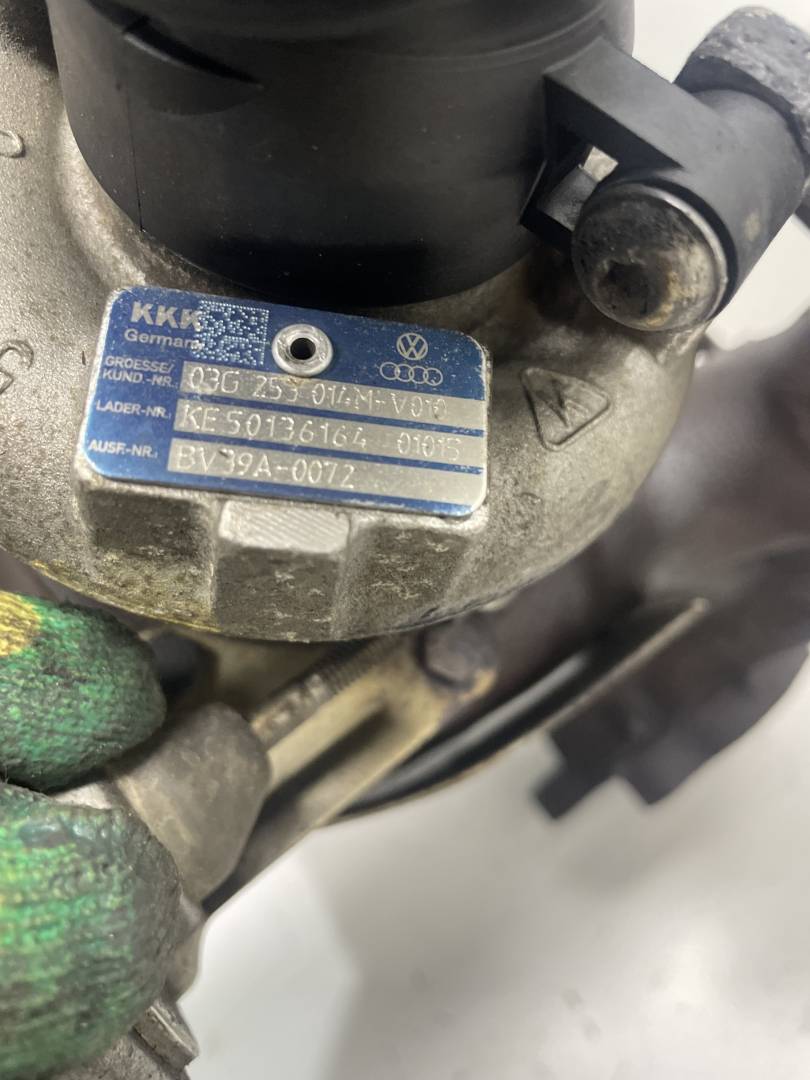 KKK
Germany
GROESSE/
KUND.-NR.: 03G 253 014M-V010
LADER-NR.: KE 50136164 01015
AUSF.-NR.: BV39A-0072